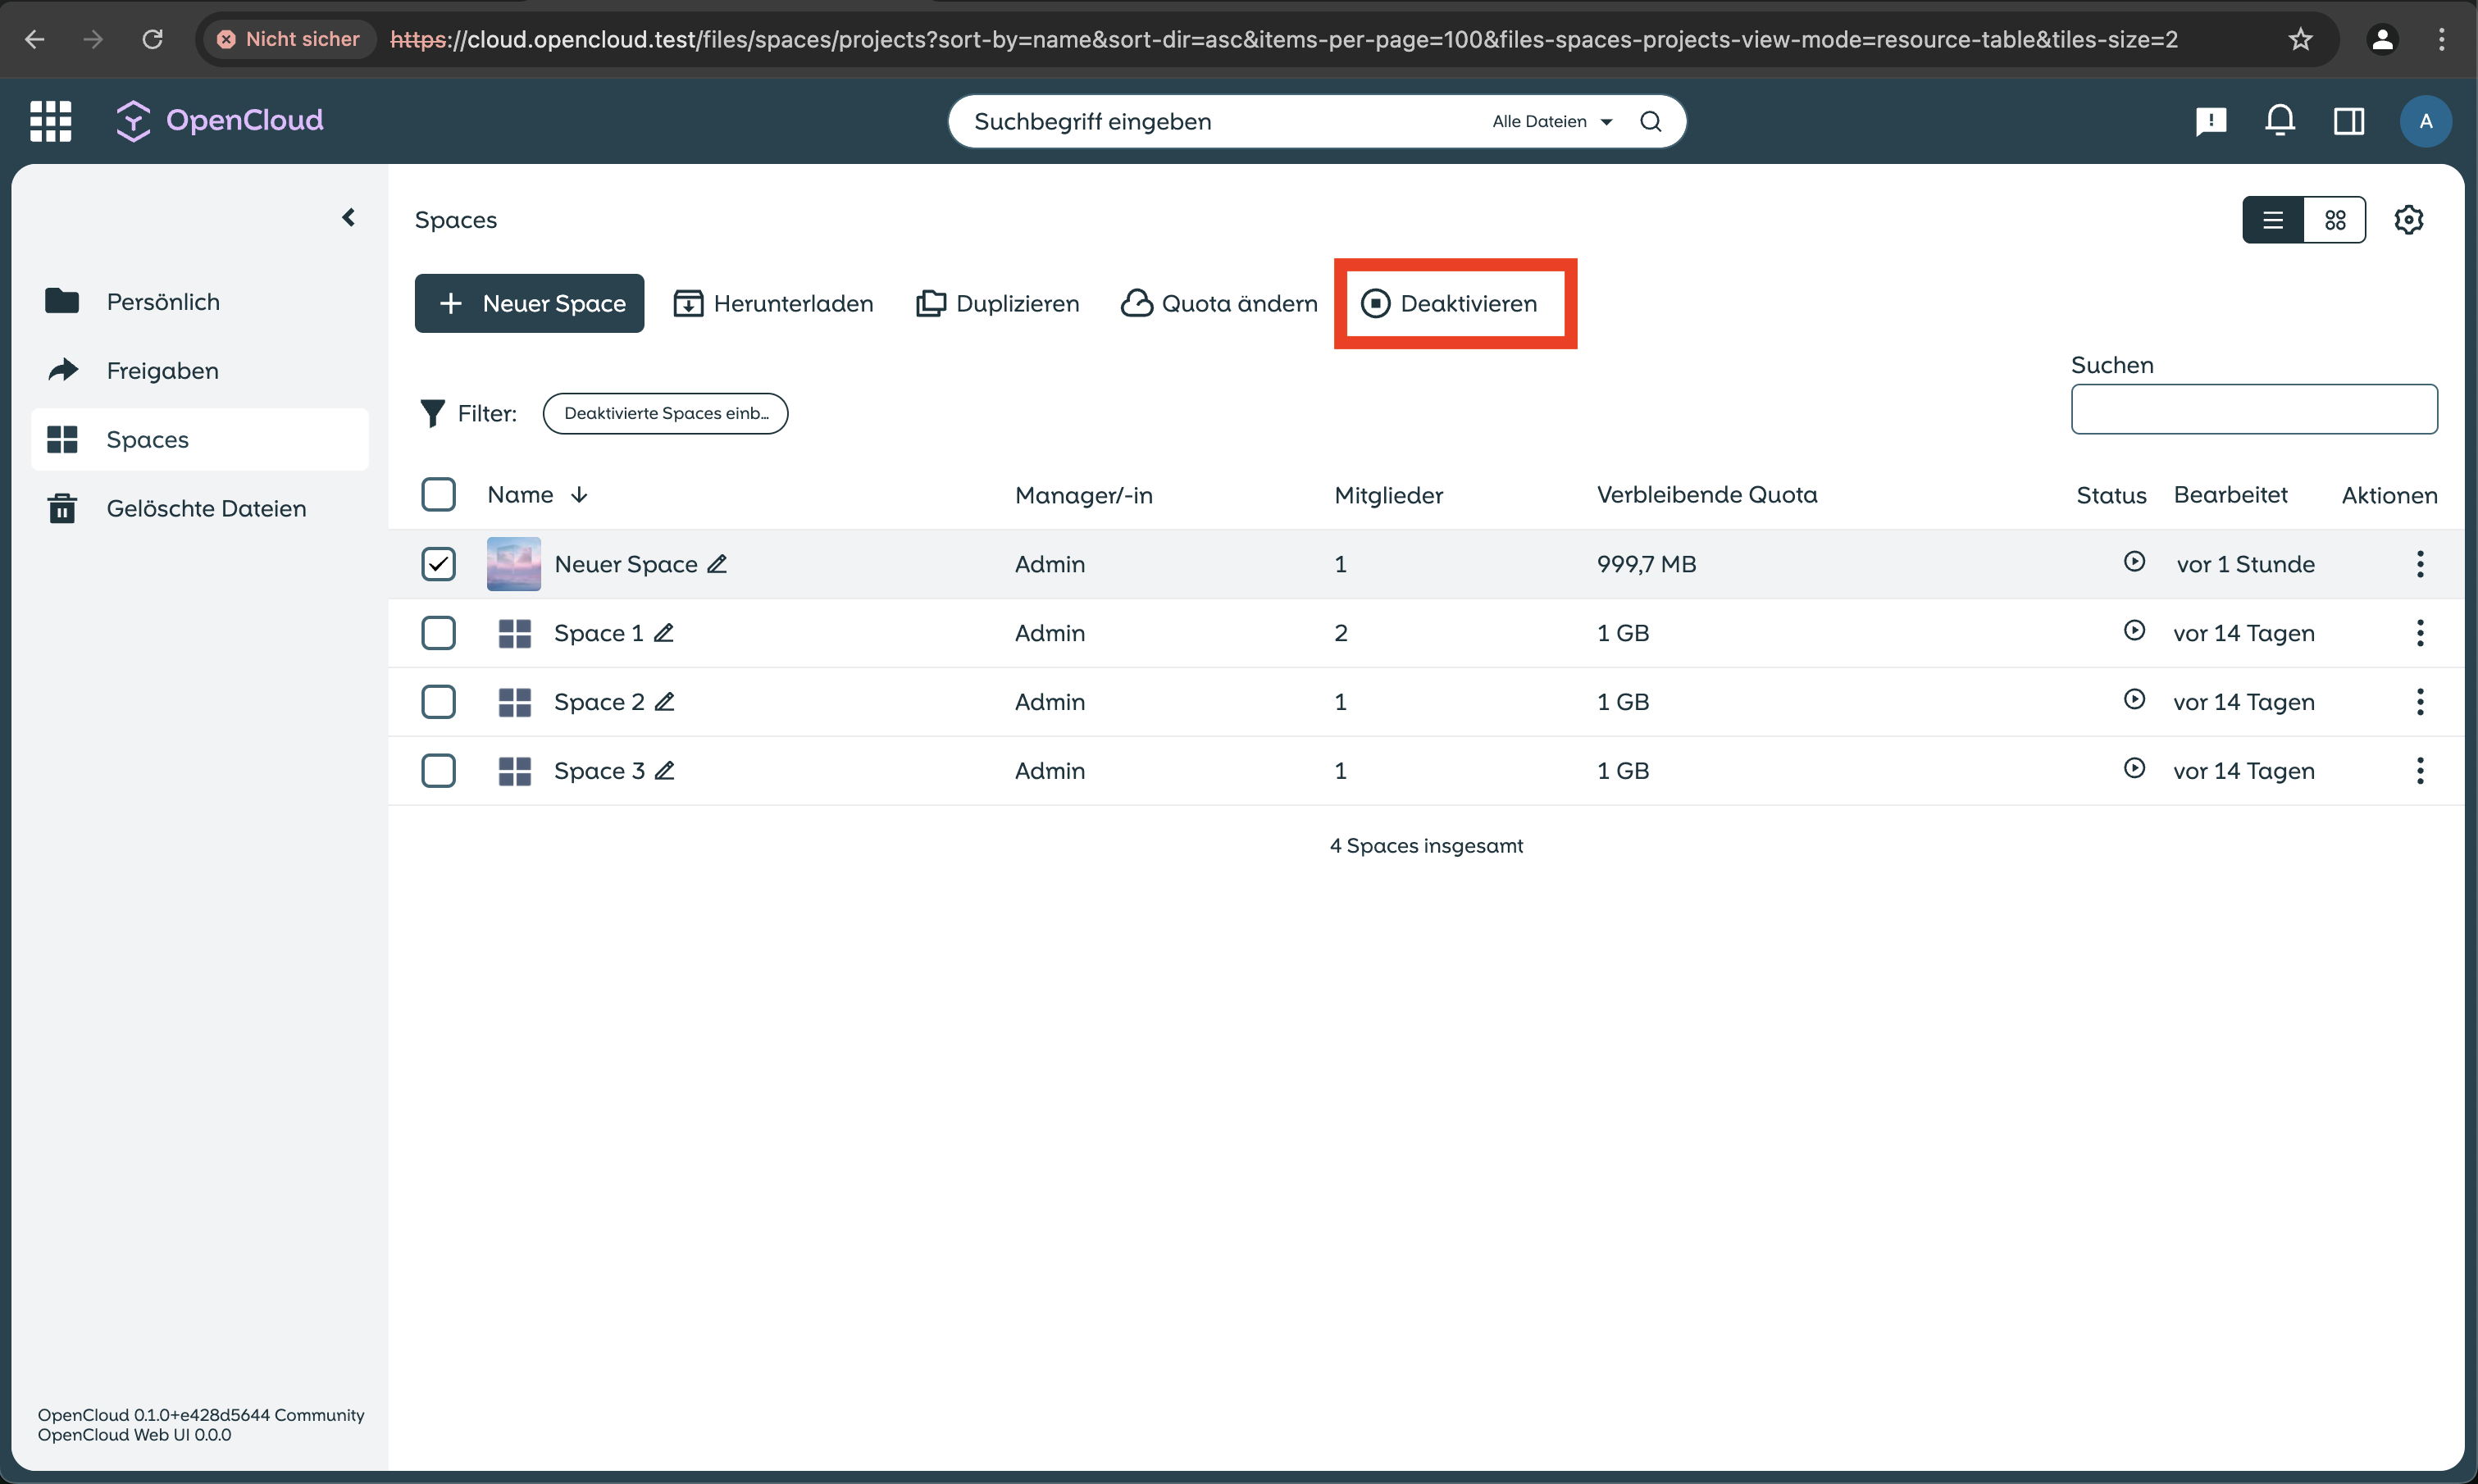 Nicht sicher https://cloud.opencloud.test/files/spaces/projects?sort-by=name&sort-dir=asc&items-per-page=100&files-spaces-projects-view-mode=resource-table&tiles-size=2
OpenCloud Suchbegriff eingeben Alle Dateien A
Spaces
Neuer Space Herunterladen Duplizieren Quota ändern Deaktivieren
Persönlich
Freigaben
Spaces
Gelöschte Dateien
Suchen
Filter: Deaktivierte Spaces einb...
Name Manager/-in Mitglieder Verbleibende Quota Status Bearbeitet Aktionen
Neuer Space Admin 1 999,7 MB vor 1 Stunde
Space 1 Admin 2 1 GB vor 14 Tagen
Space 2 Admin 1 1 GB vor 14 Tagen
Space 3 Admin 1 1 GB vor 14 Tagen
4 Spaces insgesamt
OpenCloud 0.1.0+e428d5644 Community
OpenCloud Web UI 0.0.0